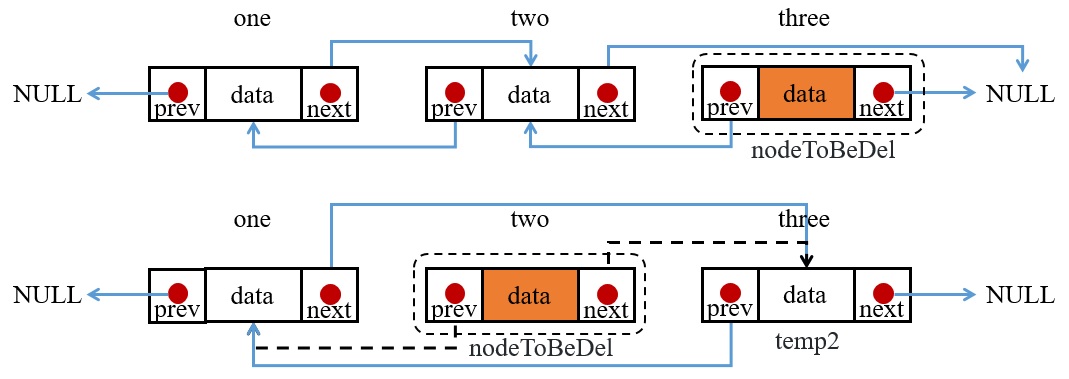 one two three
NULL prev data next prev data next prev data next NULL
nodeToBeDel
one two three
NULL prev data next prev data next prev data next NULL
nodeToBeDel temp2